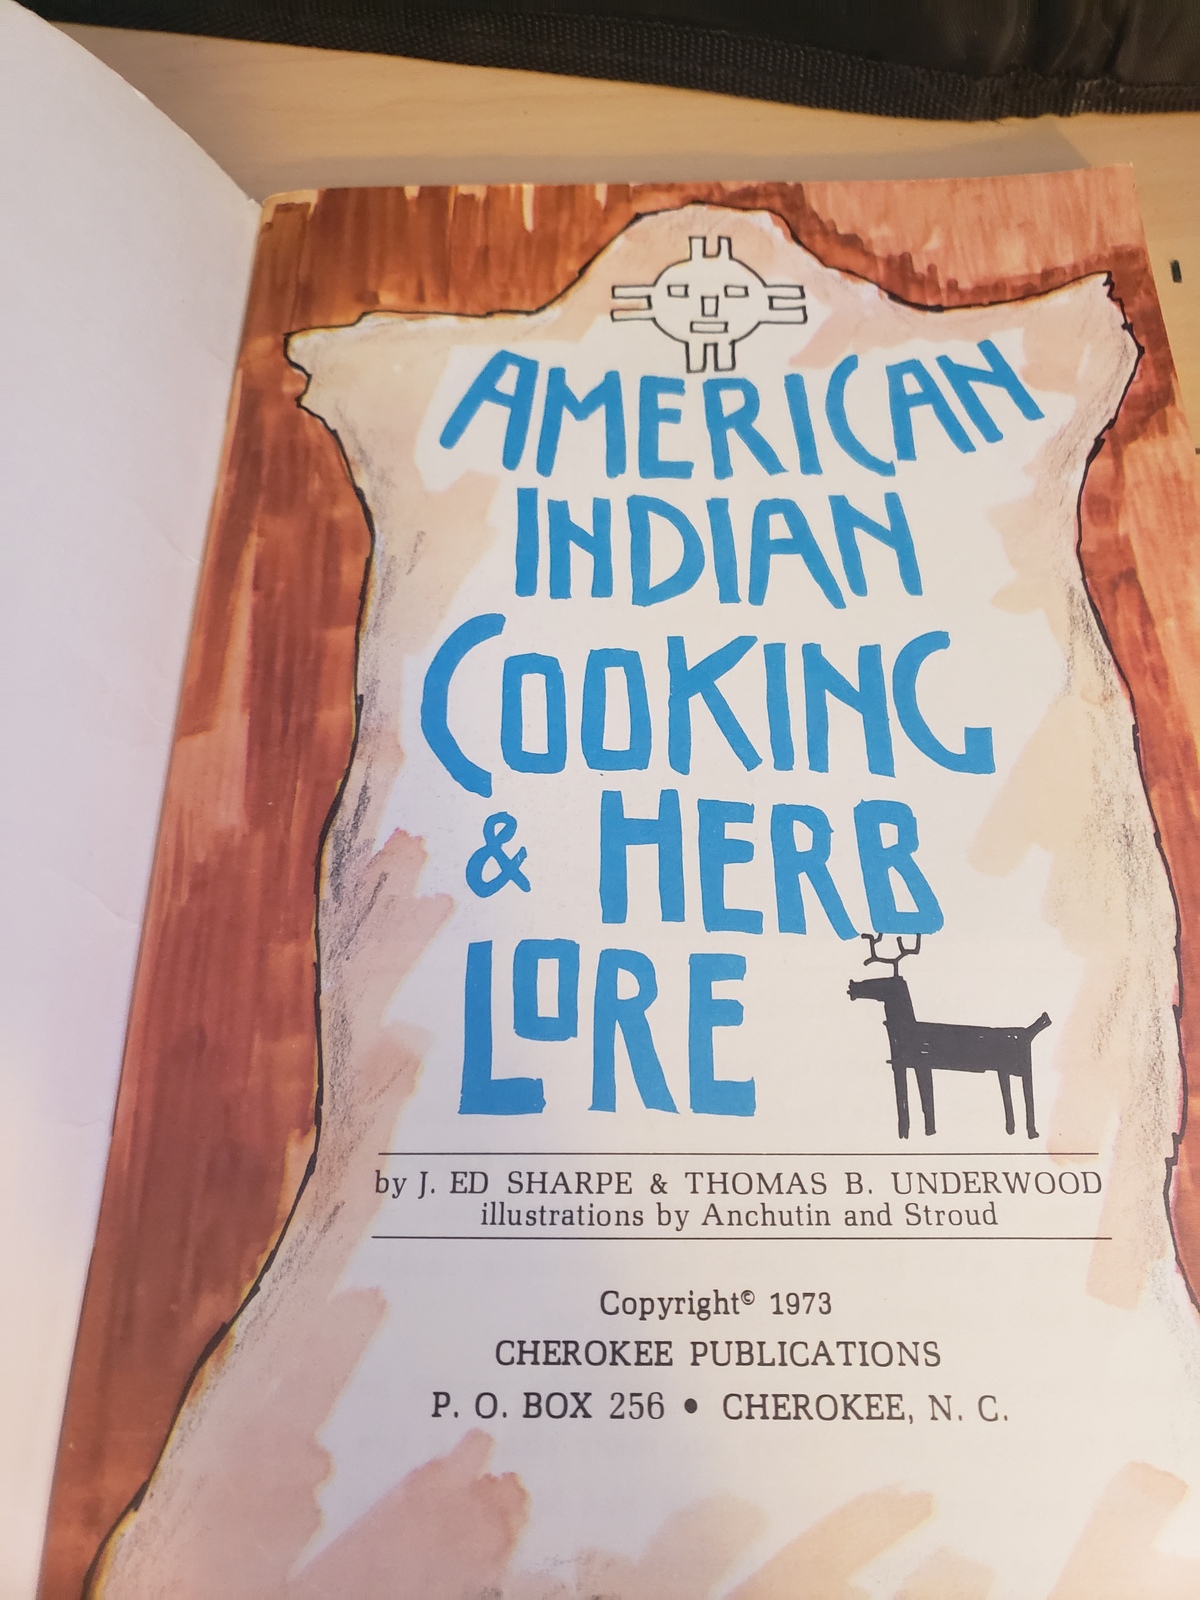 AMERICAN
INDIAN
COOKING
& HERB
LORE
by J. ED SHARPE & THOMAS B. UNDERWOOD
illustrations by Anchutin and Stroud
Copyright© 1973
CHEROKEE PUBLICATIONS
P. O. BOX 256 • CHEROKEE, N. C.